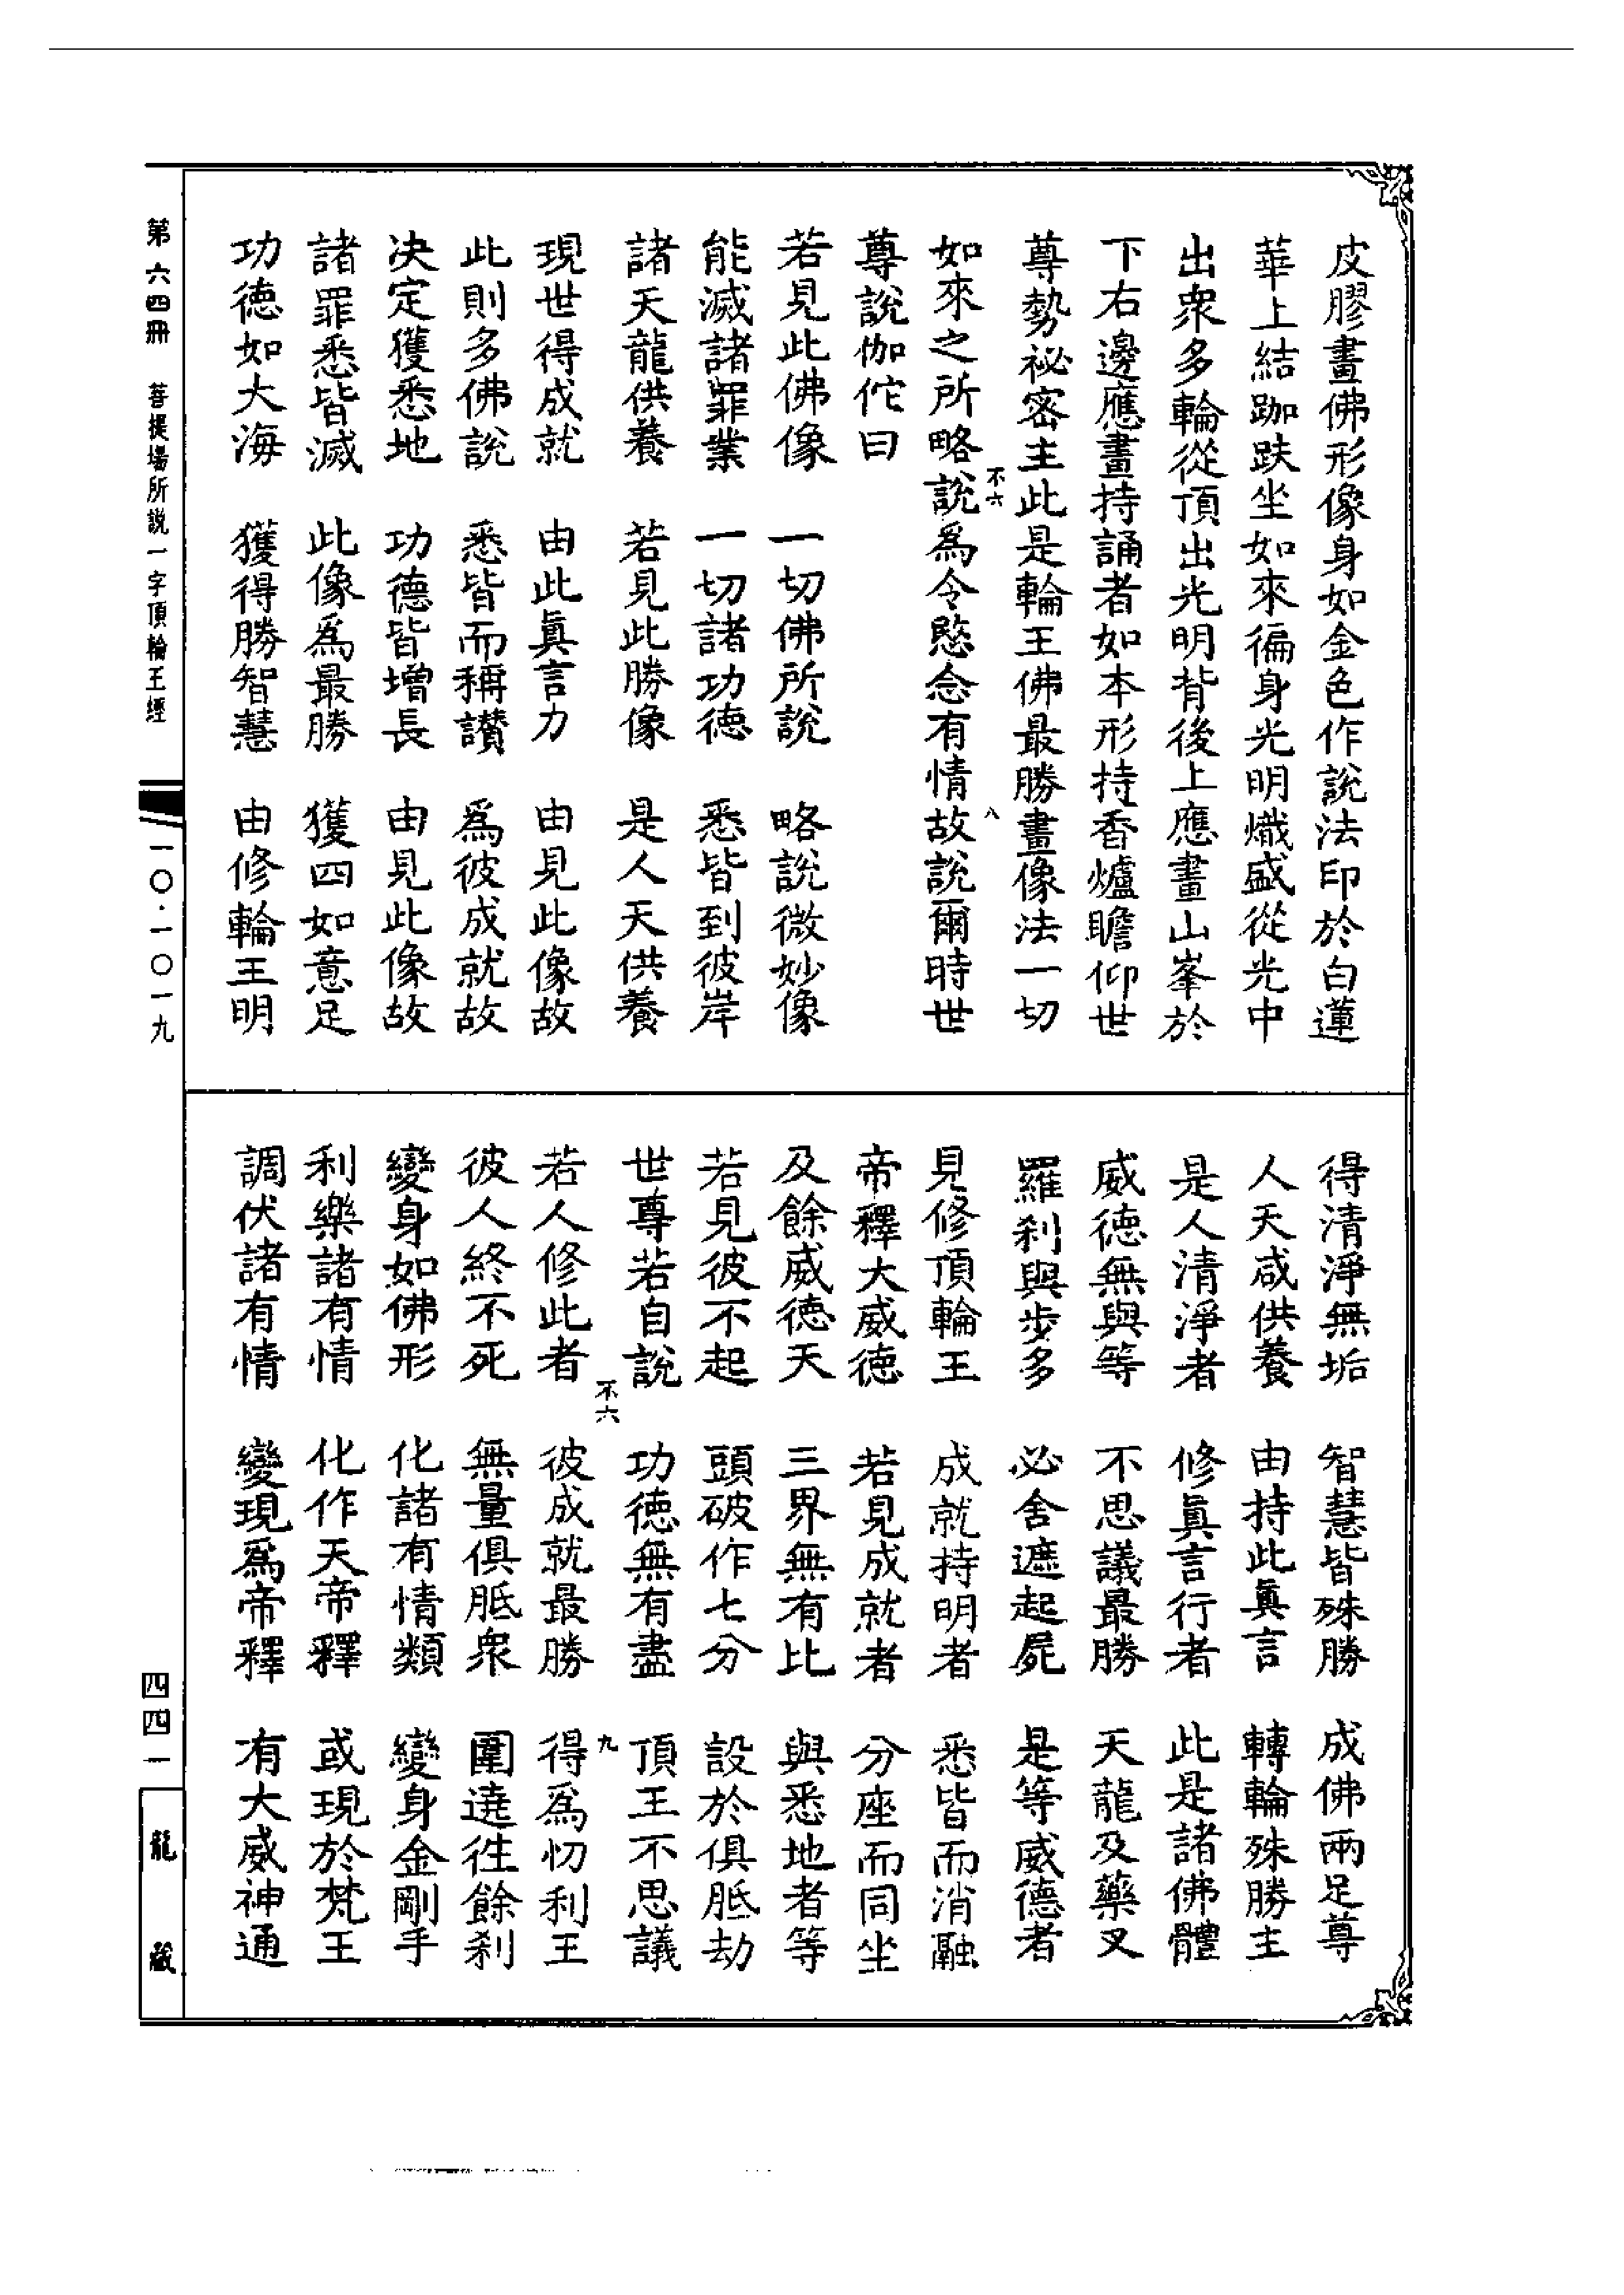 皮膠畫佛形像身如金色作說法印於白蓮
華上結跏趺坐如來徧身光明熾盛從光中
出衆多輪從頂出光明背後上應畫山峯於
下右邊應畫持誦者如本形持香爐瞻仰世
尊勢祕密主此是輪王佛最勝畫像法一切
不六 八
如來之所略說爲令愍念有情故說爾時世
尊說伽佗曰
若見此佛像 一切佛所說 略說微妙像
能滅諸罪業 一切諸功德 悉皆到彼岸
諸天龍供養 若見此勝像 是人天供養
現世得成就 由此眞言力 由見此像故
此則多佛說 悉皆而稱讃 爲彼成就故
决定獲悉地 功德皆增長 由見此像故
諸罪悉皆滅 此像爲最勝 獲四如意足
功德如大海 獲得勝智慧 由修輪王明
得清淨無垢 智慧皆殊勝 成佛兩足尊
人天咸供養 由持此眞言 轉輪殊勝主
是人清淨者 修眞言行者 此是諸佛體
威德無與等 不思議最勝 天龍及藥叉
羅刹與步多 必舍遮起屍 是等威德者
見修頂輪王 成就持明者 悉皆而消融
帝釋大威德 若見成就者 分座而同坐
及餘威德天 三界無有比 與悉地者等
若見彼不起 頭破作七分 設於俱胝劫
世尊若自說 功德無有盡 頂王不思議
不六 九
若人修此者 彼成就最勝 得爲忉利王
彼人終不死 無量俱胝衆 圍遶徃餘刹
變身如佛形 化諸有情類 變身金剛手
利樂諸有情 化作天帝釋 或現於梵王
調伏諸有情 變現爲帝釋 有大威神通
第六四冊 菩提場所説一字頂輪王經 一〇·一〇一九
四四一
龍藏